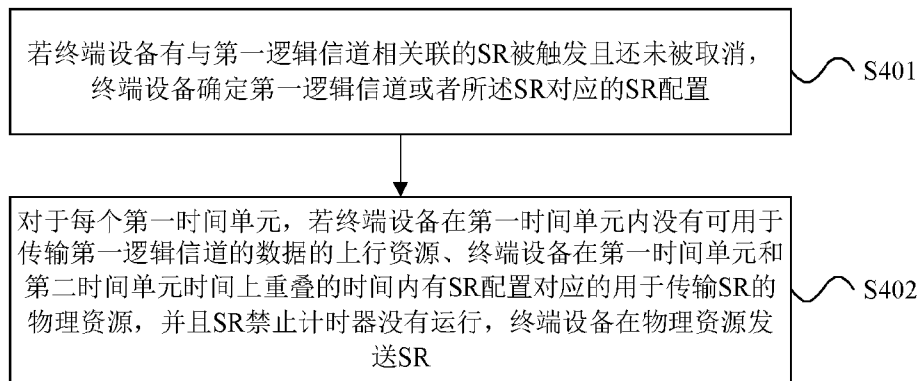 若终端设备有与第一逻辑信道相关联的SR被触发且还未被取消，
终端设备确定第一逻辑信道或者所述SR对应的SR配置
S401
对于每个第一时间单元，若终端设备在第一时间单元内没有可用于
传输第一逻辑信道的数据的上行资源、终端设备在第一时间单元和
第二时间单元时间上重叠的时间内有SR配置对应的用于传输SR的
物理资源，并且SR禁止计时器没有运行，终端设备在物理资源发
送SR
S402